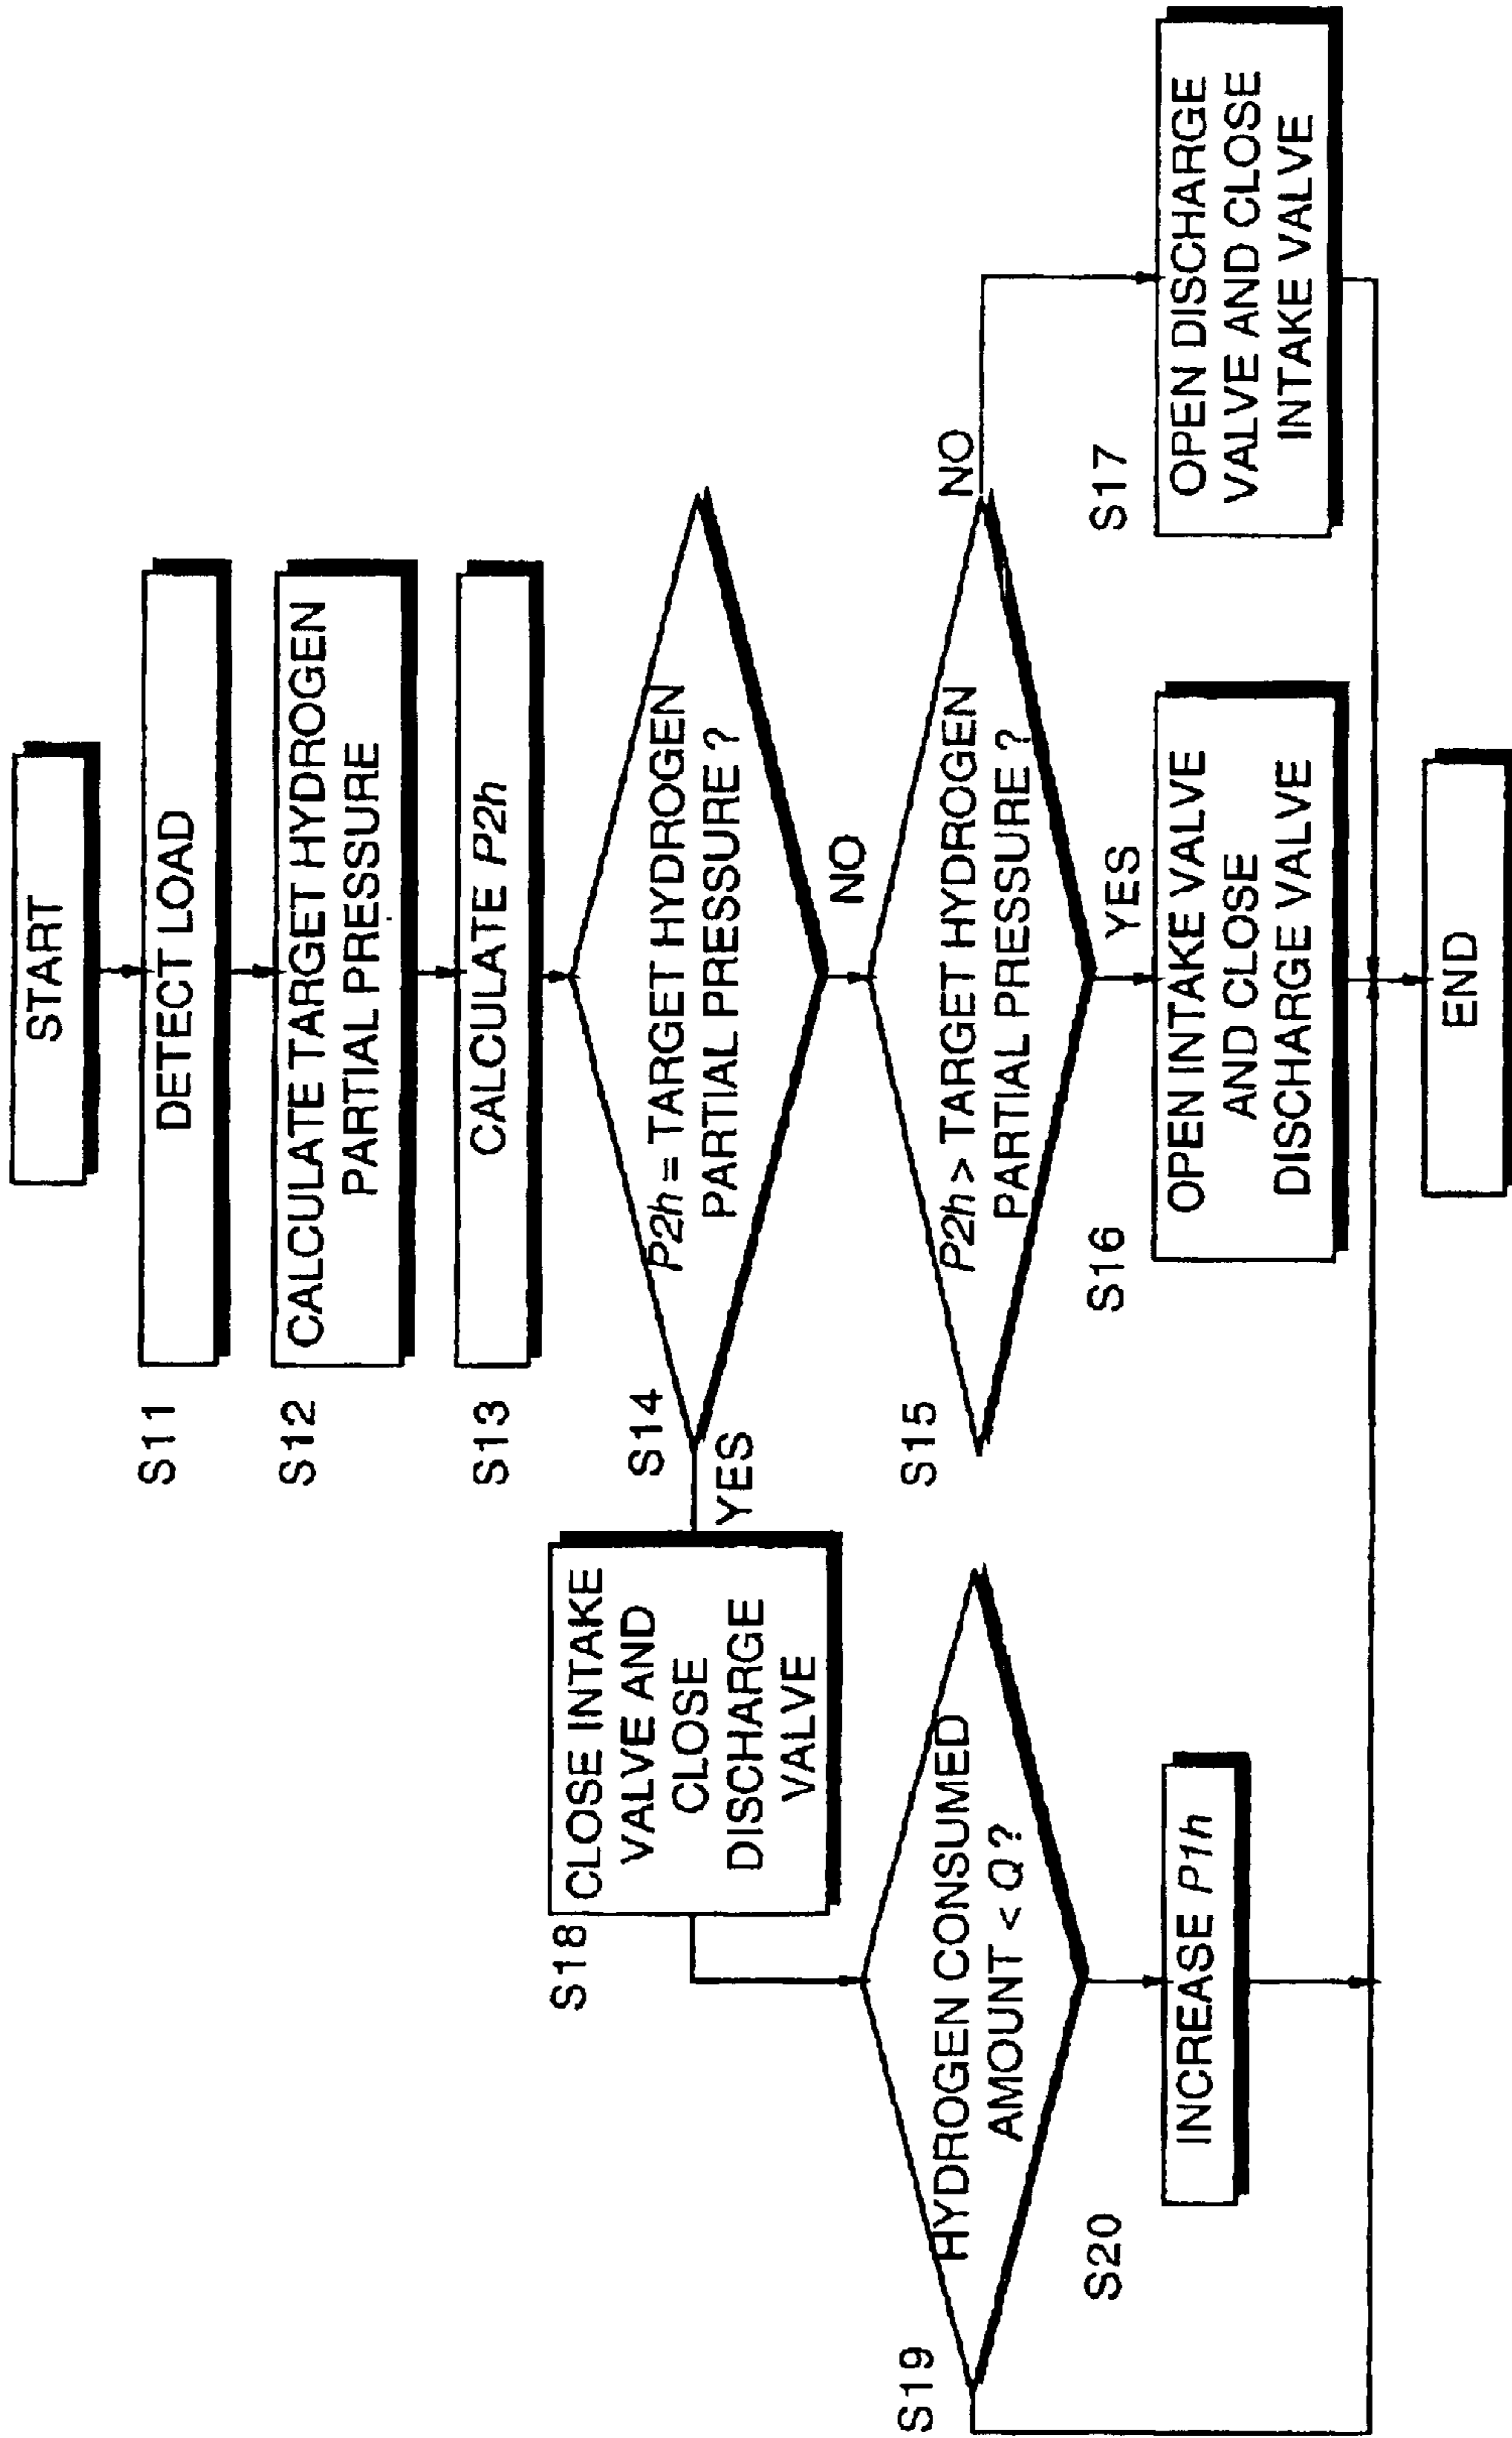 START
S11
DETECT LOAD
S12
CALCULATE TARGET HYDROGEN
PARTIAL PRESSURE
S13
CALCULATE P2h
S14
P2h = TARGET HYDROGEN
PARTIAL PRESSURE ?
YES
NO
S18
CLOSE INTAKE
VALVE AND
CLOSE
DISCHARGE
VALVE
S15
P2h > TARGET HYDROGEN
PARTIAL PRESSURE ?
NO
YES
S19
HYDROGEN CONSUMED
AMOUNT < Q ?
S20
INCREASE P1h
S16
OPEN INTAKE VALVE
AND CLOSE
DISCHARGE VALVE
S17
OPEN DISCHARGE
VALVE AND CLOSE
INTAKE VALVE
END